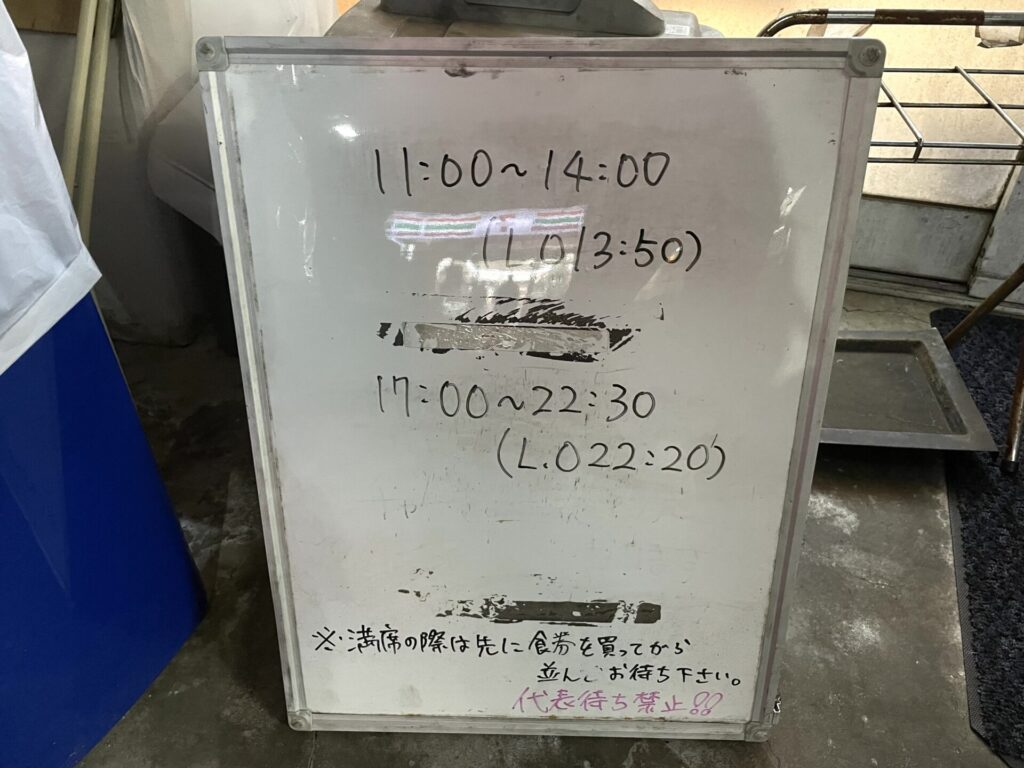 11:00~14:00
(L.O13:50)
17:00~22:30
(L.O22:20)
※満席の際は先に食券を買ってから
並んでお待ち下さい。
代表待ち禁止!!